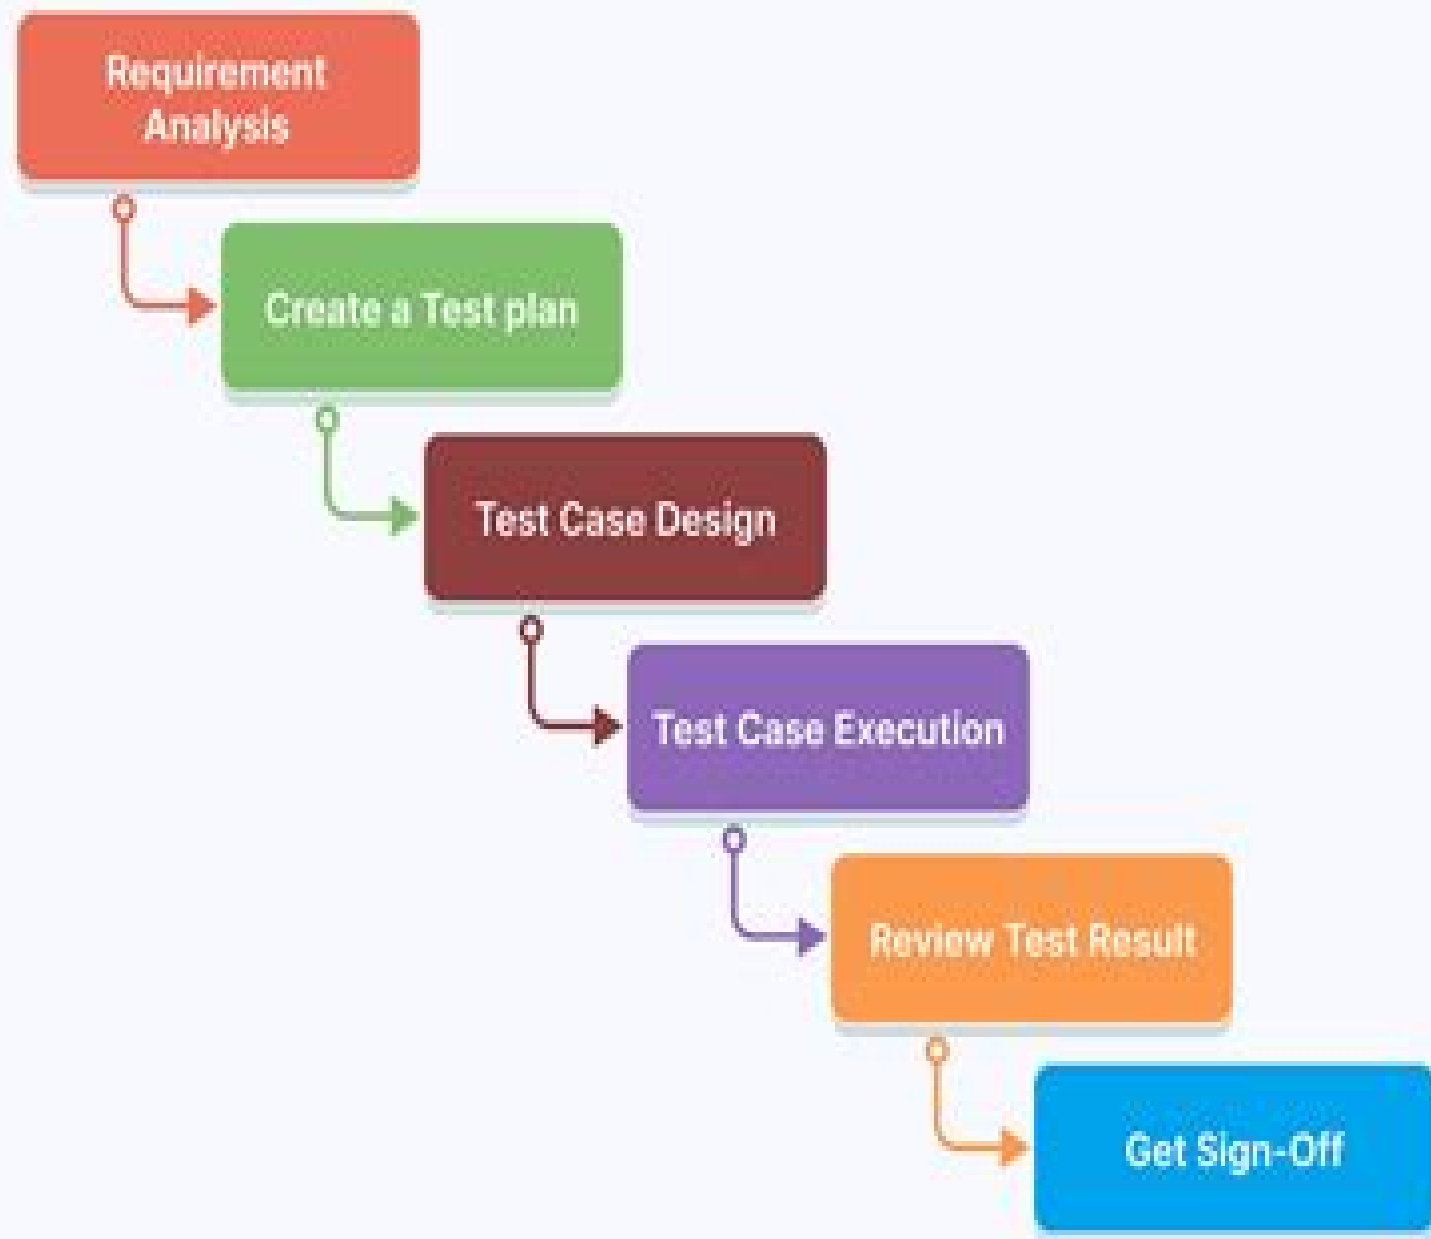 Requirement
Analysis
Create a Test plan
Test Case Design
Test Case Execution
Review Test Result
Get Sign-Off